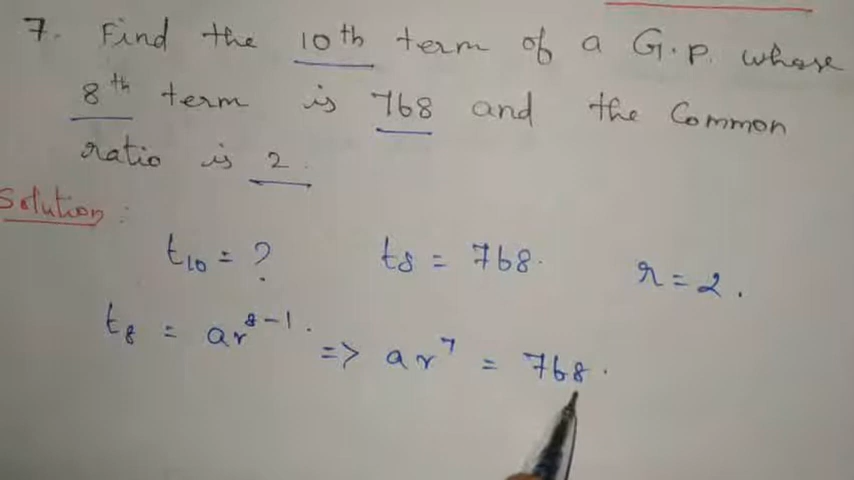 7. Find the 10th term of a G.P. whose
8th term is 768 and the Common
ratio is 2.
Solution :
t10 = ? t8 = 768. r = 2.
t8 = ar^8-1. => ar^7 = 768.